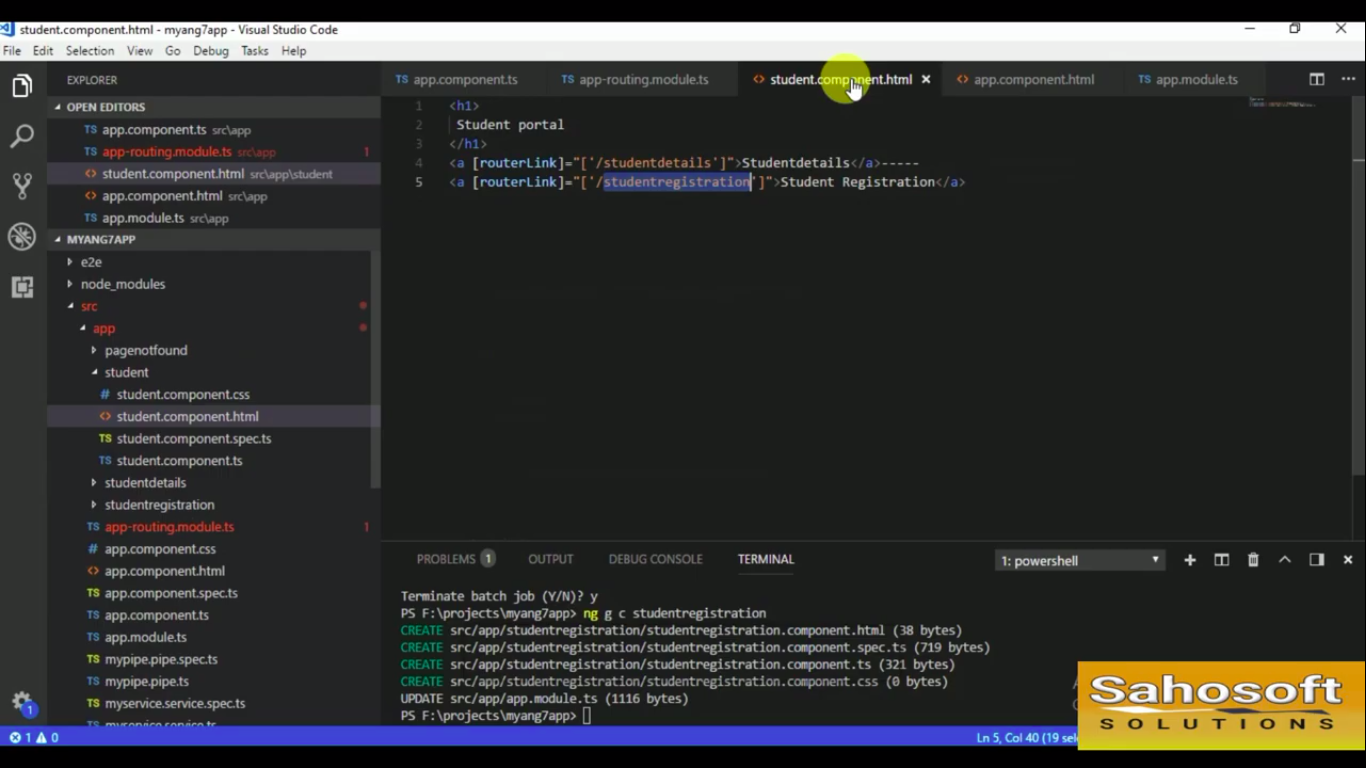 student.component.html - myang7app - Visual Studio Code
File Edit Selection View Go Debug Tasks Help
EXPLORER
OPEN EDITORS
TS app.component.ts src\app
TS app-routing.module.ts src\app 1
<> student.component.html src\app\student
<> app.component.html src\app
TS app.module.ts src\app
MYANG7APP
e2e
node_modules
src
app
pagenotfound
student
# student.component.css
<> student.component.html
TS student.component.spec.ts
TS student.component.ts
studentdetails
studentregistration
TS app-routing.module.ts 1
# app.component.css
<> app.component.html
TS app.component.spec.ts
TS app.component.ts
TS app.module.ts
TS mypipe.pipe.spec.ts
TS mypipe.pipe.ts
TS myservice.service.spec.ts
TS myservice.service.ts
TS app.component.ts TS app-routing.module.ts <> student.component.html <> app.component.html TS app.module.ts
1 <h1>
2 Student portal
3 </h1>
4 <a [routerLink]="['/studentdetails']">Studentdetails</a>-----
5 <a [routerLink]="['/studentregistration']">Student Registration</a>
PROBLEMS 1 OUTPUT DEBUG CONSOLE TERMINAL 1: powershell
Terminate batch job (Y/N)? y
PS F:\projects\myang7app> ng g c studentregistration
CREATE src/app/studentregistration/studentregistration.component.html (38 bytes)
CREATE src/app/studentregistration/studentregistration.component.spec.ts (719 bytes)
CREATE src/app/studentregistration/studentregistration.component.ts (321 bytes)
CREATE src/app/studentregistration/studentregistration.component.css (0 bytes)
UPDATE src/app/app.module.ts (1116 bytes)
PS F:\projects\myang7app>
1
1 0 Ln 5, Col 40 (19 sele
Sahosoft
SOLUTIONS